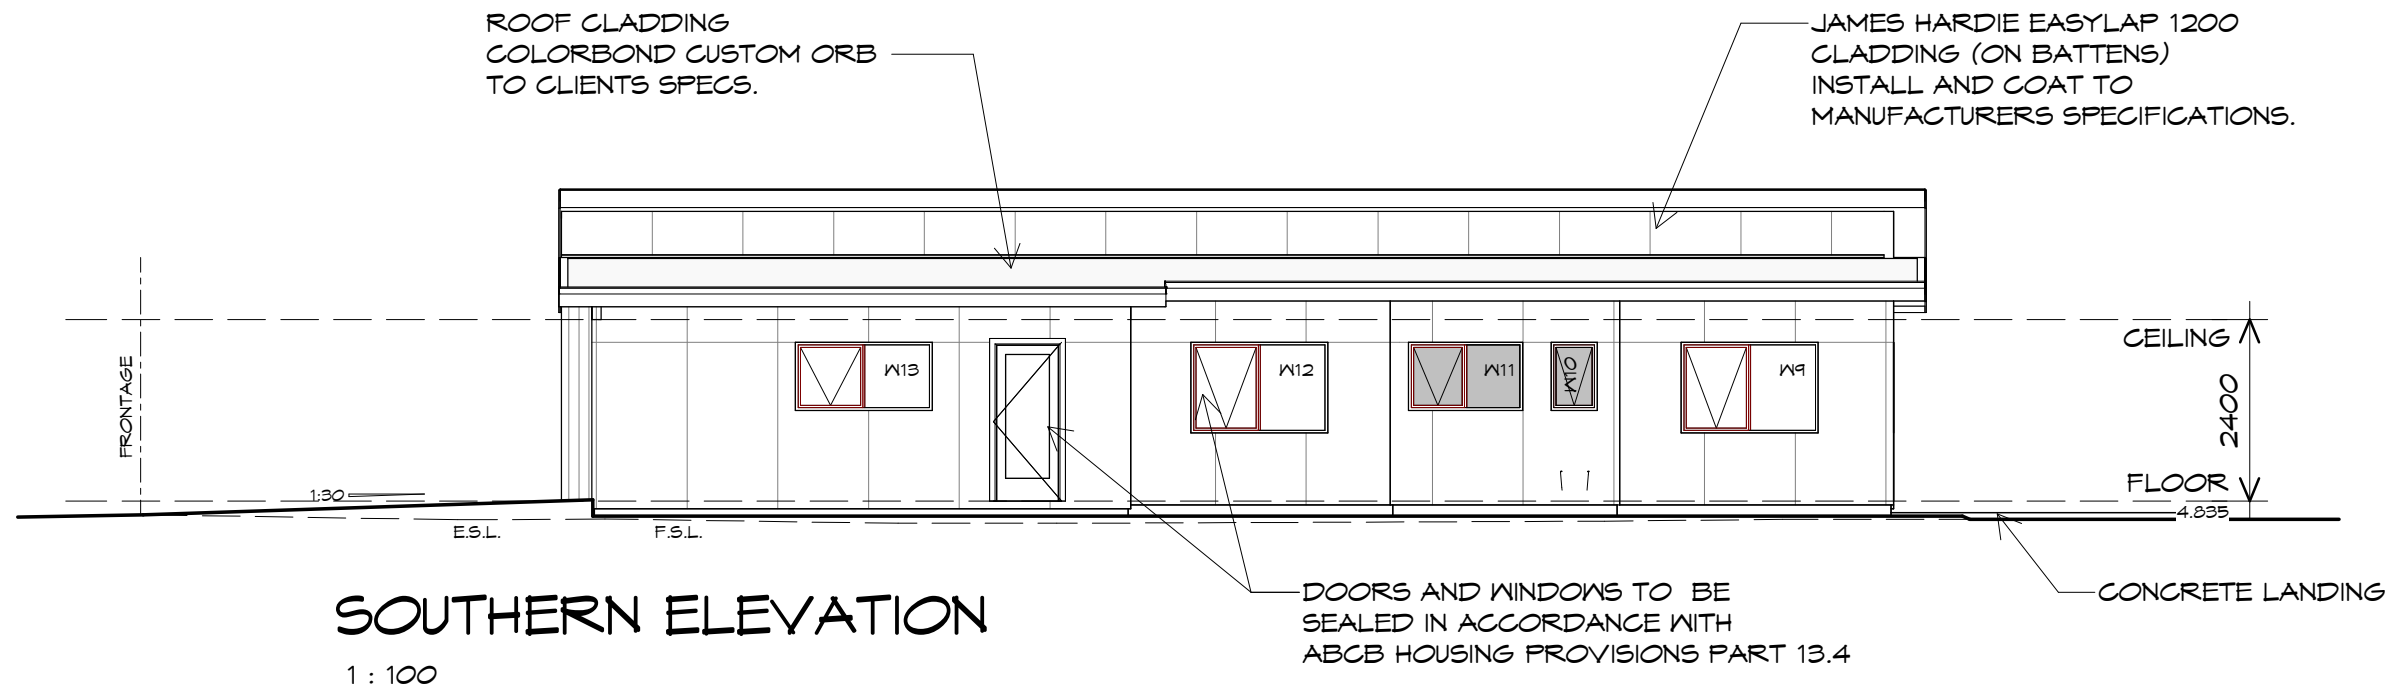 ROOF CLADDING
COLORBOND CUSTOM ORB
TO CLIENTS SPECS.
JAMES HARDIE EASYLAP 1200
CLADDING (ON BATTENS)
INSTALL AND COAT TO
MANUFACTURERS SPECIFICATIONS.
FRONTAGE
CEILING
2400
FLOOR
4.835
W13
W12
W11
W10
W9
1:30
E.S.L.
F.S.L.
DOORS AND WINDOWS TO  BE
SEALED IN ACCORDANCE WITH
ABCB HOUSING PROVISIONS PART 13.4
CONCRETE LANDING
SOUTHERN ELEVATION
1 : 100